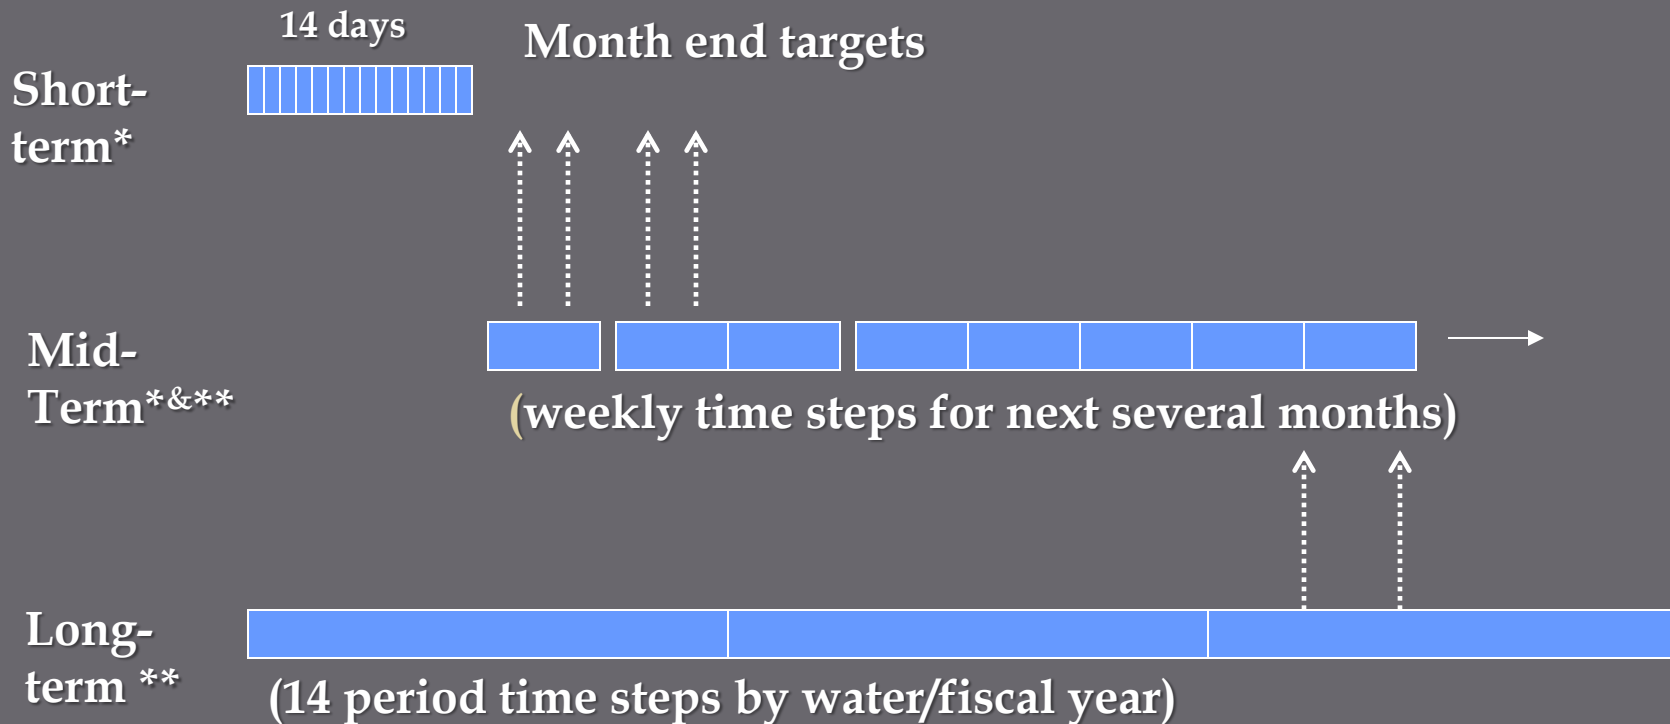 14 days
Month end targets
Short-
term*
Mid-
Term*&**
(weekly time steps for next several months)
Long-
term **
(14 period time steps by water/fiscal year)